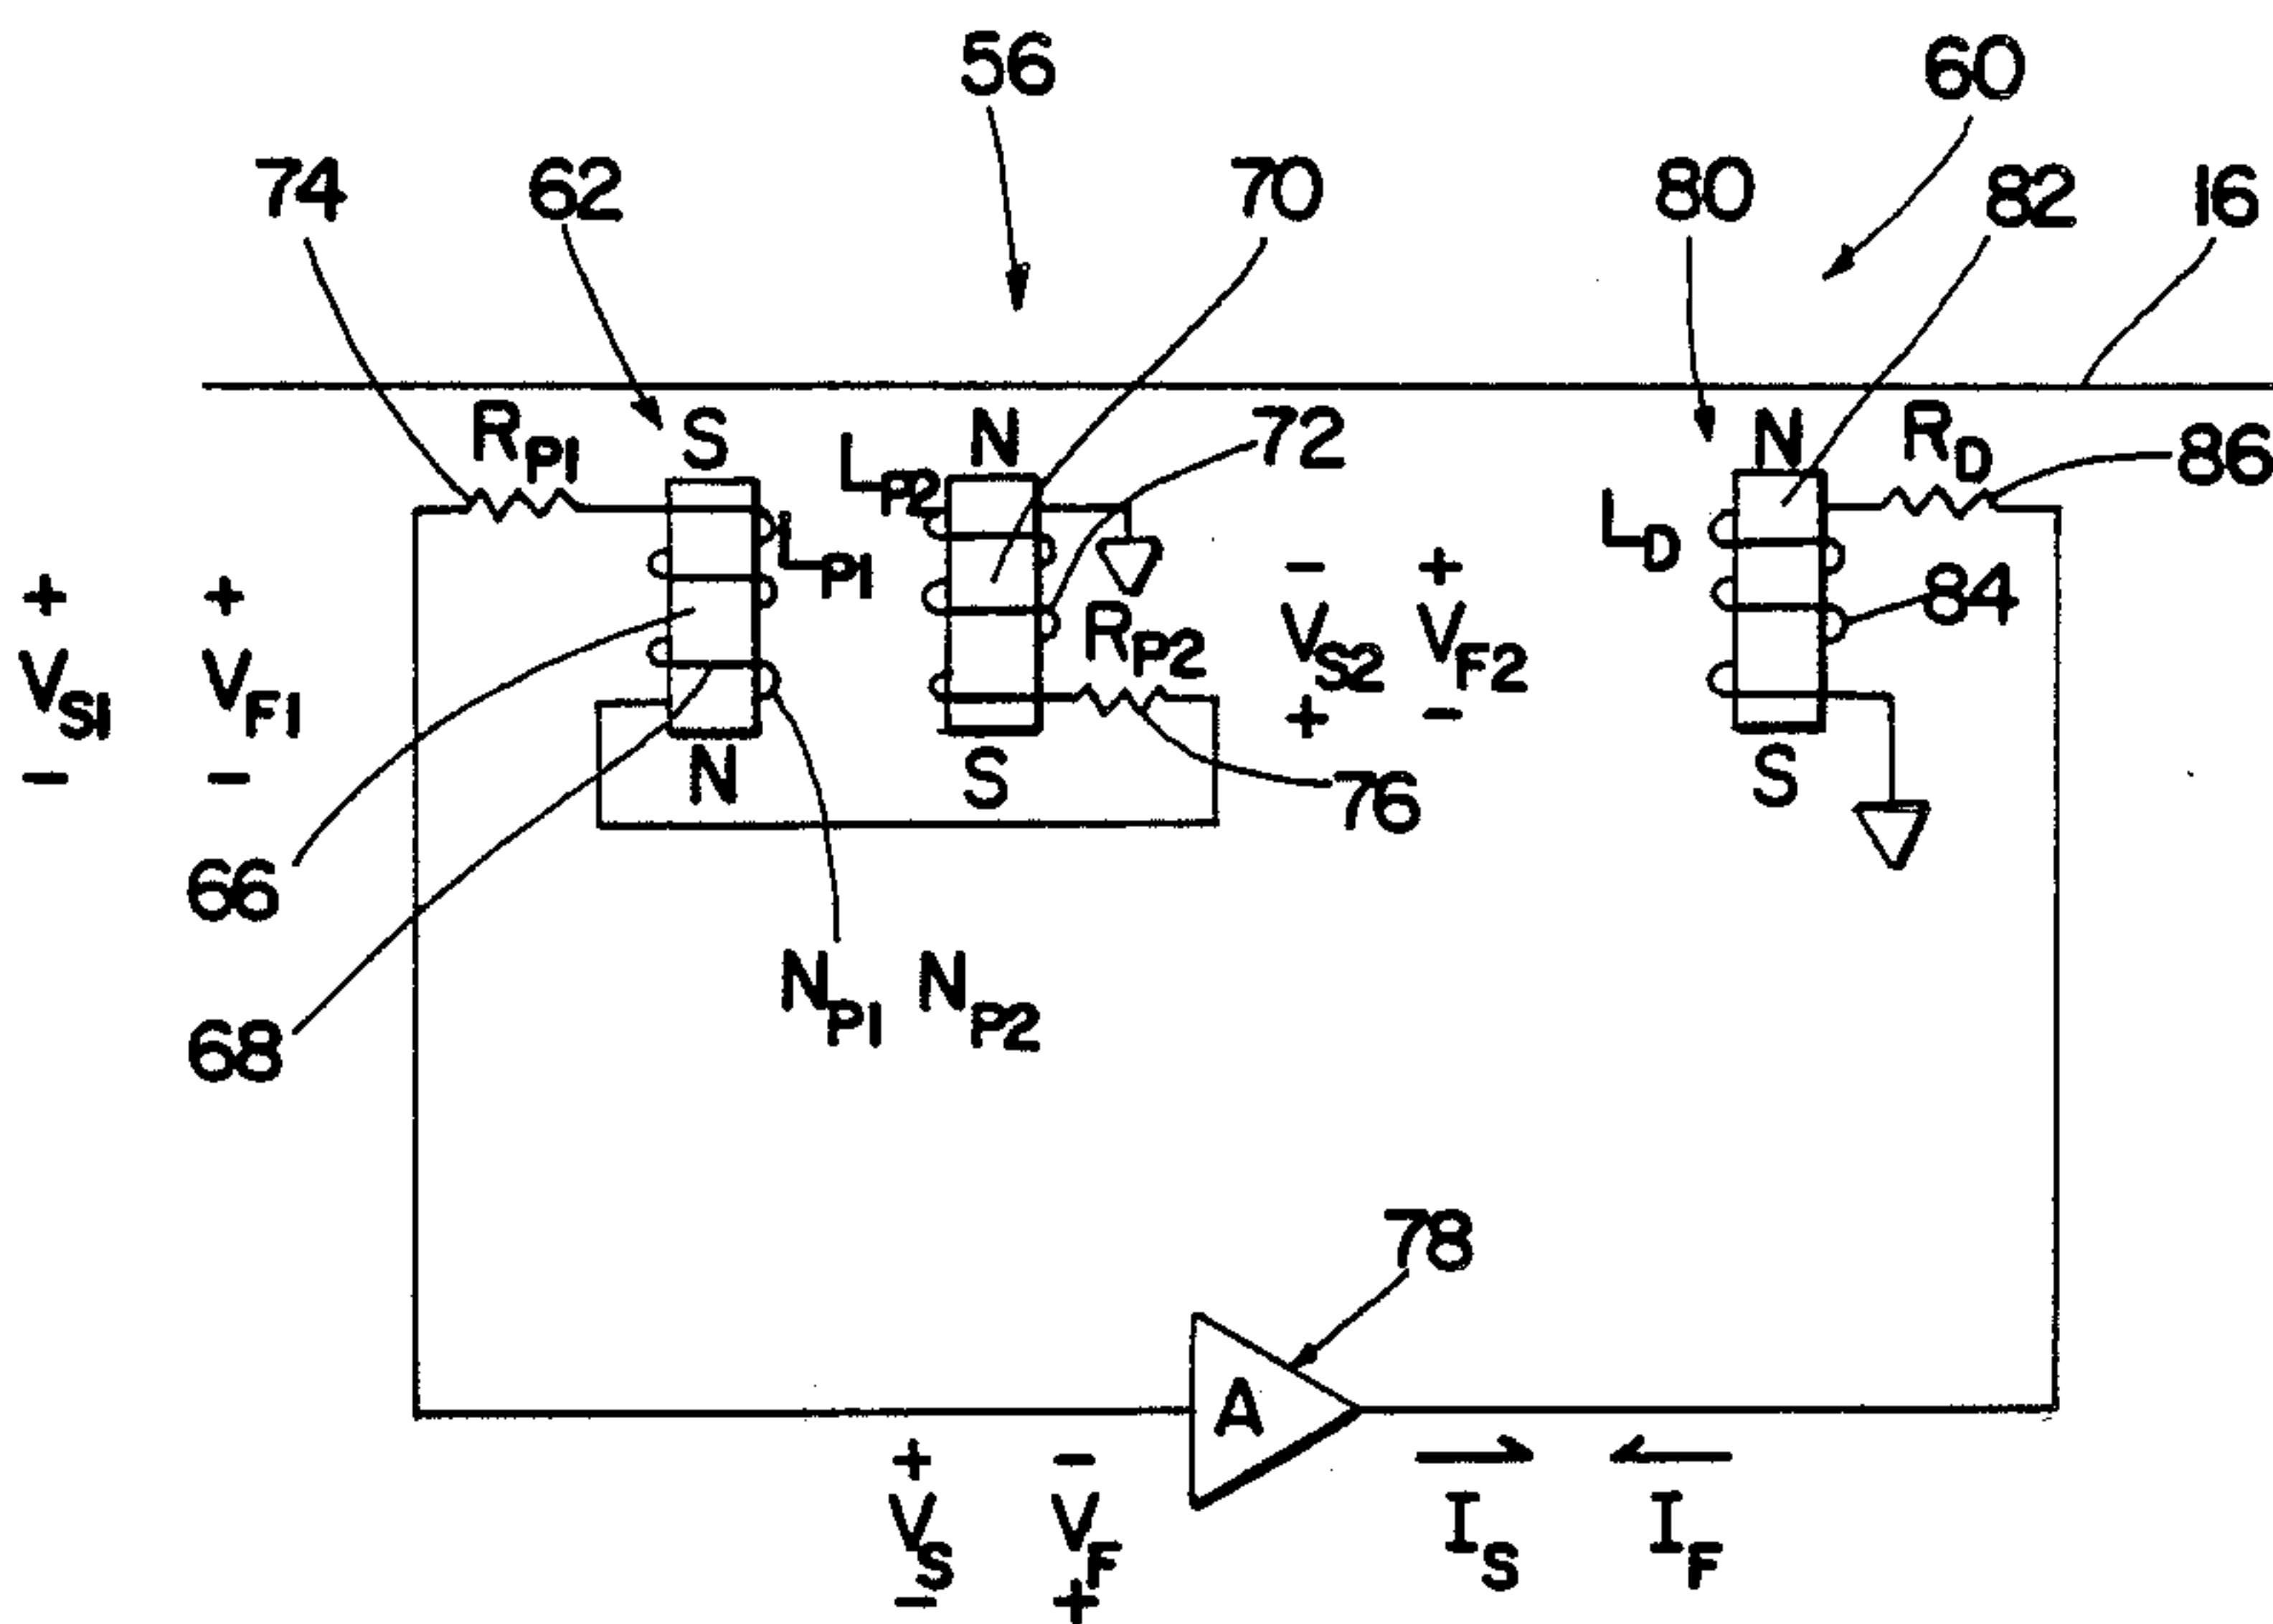 56
60
74
62
70
80
82
16
R_P1
S
L_P2
N
72
N
R_D
86
L_P1
L_D
84
+ V_S1 -
+ V_F1 -
R_P2
- V_S2 +
+ V_F2 -
N
S
S
76
66
N_P1 N_P2
68
78
A
+ V_S -
- V_F +
I_S
I_F